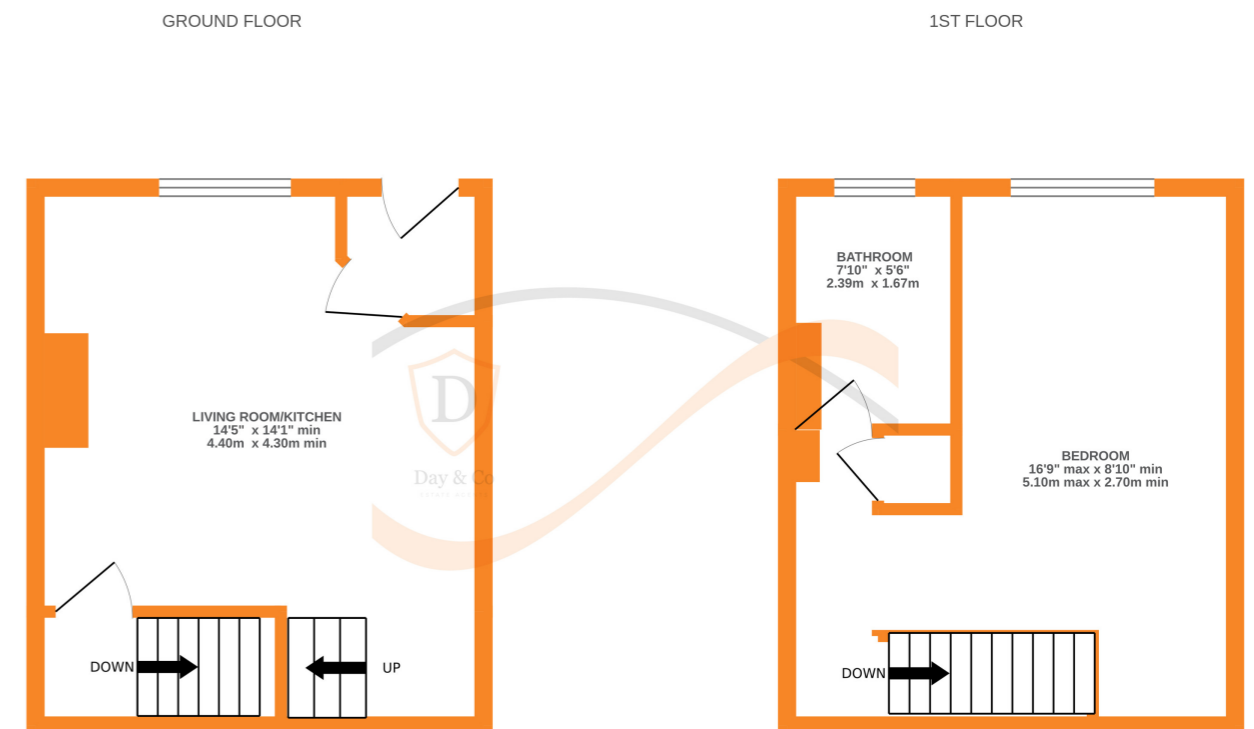 GROUND FLOOR
1ST FLOOR
BATHROOM
7'10" x 5'6"
2.39m x 1.67m
LIVING ROOM/KITCHEN
14'5" x 14'1" min
4.40m x 4.30m min
D
Day & Co
ESTATE AGENTS
BEDROOM
16'9" max x 8'10" min
5.10m max x 2.70m min
DOWN
UP
DOWN